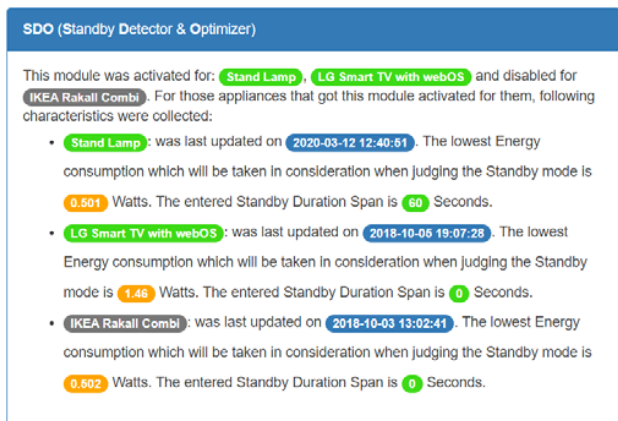 SDO (Standby Detector & Optimizer)
This module was activated for: Stand Lamp, LG Smart TV with webOS and disabled for
IKEA Rakall Combi. For those appliances that got this module activated for them, following
characteristics were collected:
• Stand Lamp: was last updated on 2020-03-12 12:40:51. The lowest Energy
consumption which will be taken in consideration when judging the Standby mode is
0.501 Watts. The entered Standby Duration Span is 60 Seconds.
• LG Smart TV with webOS: was last updated on 2018-10-05 19:07:28. The lowest
Energy consumption which will be taken in consideration when judging the Standby
mode is 1.46 Watts. The entered Standby Duration Span is 0 Seconds.
• IKEA Rakall Combi: was last updated on 2018-10-03 13:02:41. The lowest Energy
consumption which will be taken in consideration when judging the Standby mode is
0.502 Watts. The entered Standby Duration Span is 0 Seconds.